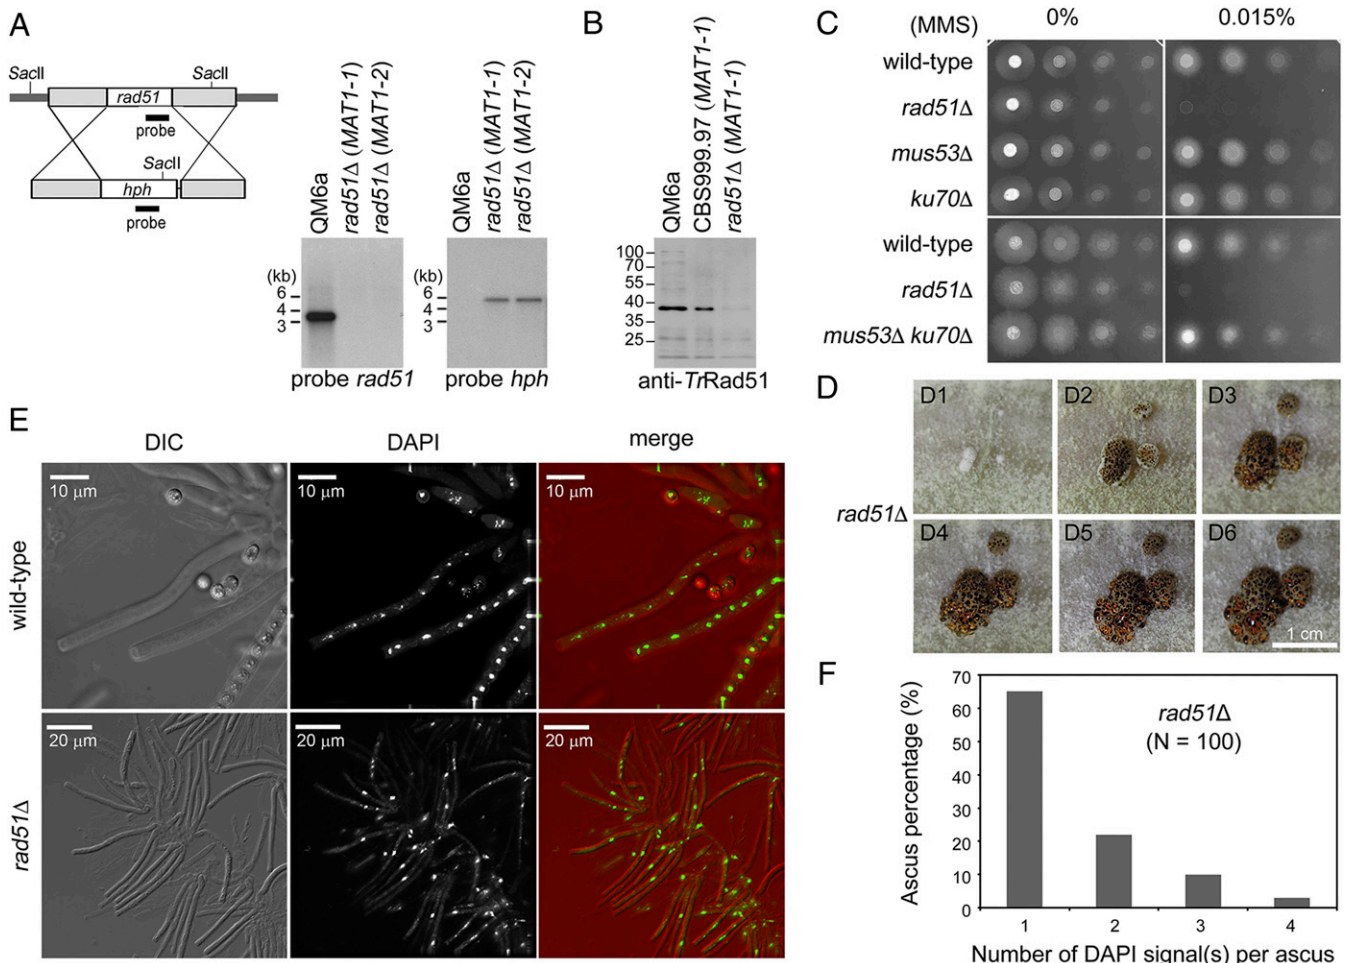 A
SacII
SacII
rad51
probe
SacII
hph
probe
QM6a
rad51Δ (MAT1-1)
rad51Δ (MAT1-2)
(kb)
6
4
3
probe rad51
QM6a
rad51Δ (MAT1-1)
rad51Δ (MAT1-2)
(kb)
6
4
3
probe hph
B
QM6a
CBS999.97 (MAT1-1)
rad51Δ (MAT1-1)
100
70
55
40
35
25
anti-TrRad51
C
(MMS)
0%
0.015%
wild-type
rad51Δ
mus53Δ
ku70Δ
wild-type
rad51Δ
mus53Δ ku70Δ
D
rad51Δ
D1
D2
D3
D4
D5
D6
1 cm
E
DIC
DAPI
merge
wild-type
10 μm
10 μm
10 μm
rad51Δ
20 μm
20 μm
20 μm
F
Ascus percentage (%)
70
60
50
40
30
20
10
0
rad51Δ
(N = 100)
1
2
3
4
Number of DAPI signal(s) per ascus